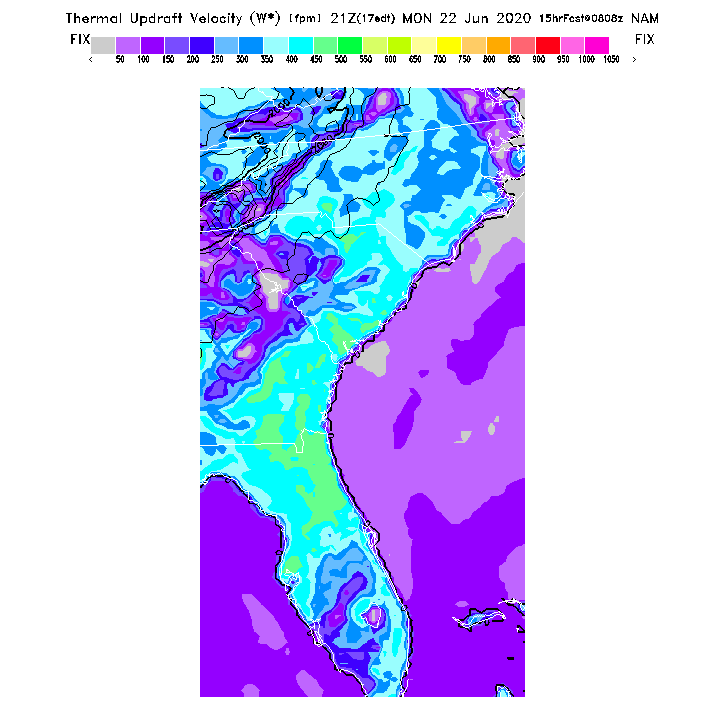 Thermal Updraft Velocity (W*) [fpm] 21Z(17edt) MON 22 Jun 2020 15hrFcst@0808z NAM
FIX FIX
< 50 100 150 200 250 300 350 400 450 500 550 600 650 700 750 800 850 900 950 1000 1050 >